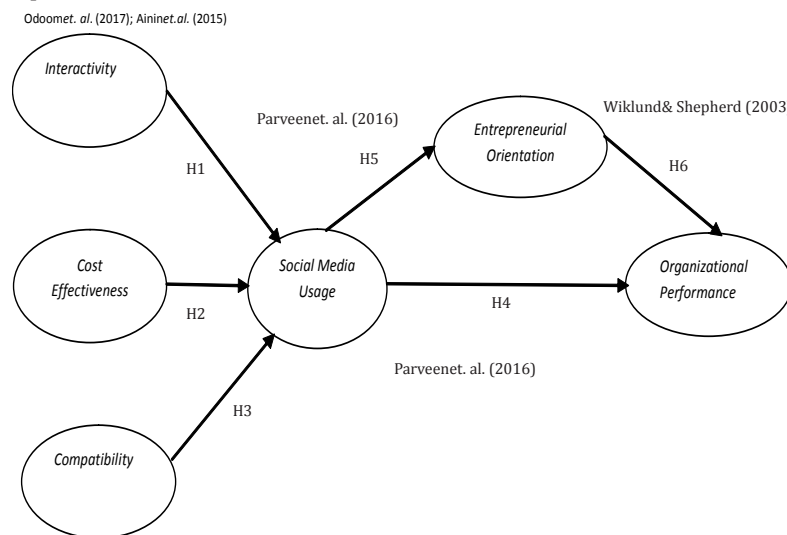 Odoomet. al. (2017); Aininet.al. (2015)
Interactivity
Parveenet. al. (2016)
Wiklund& Shepherd (2003
Entrepreneurial
Orientation
H1
H5
H6
Cost
Effectiveness
Social Media
Usage
Organizational
Performance
H2
H4
Parveenet. al. (2016)
H3
Compatibility